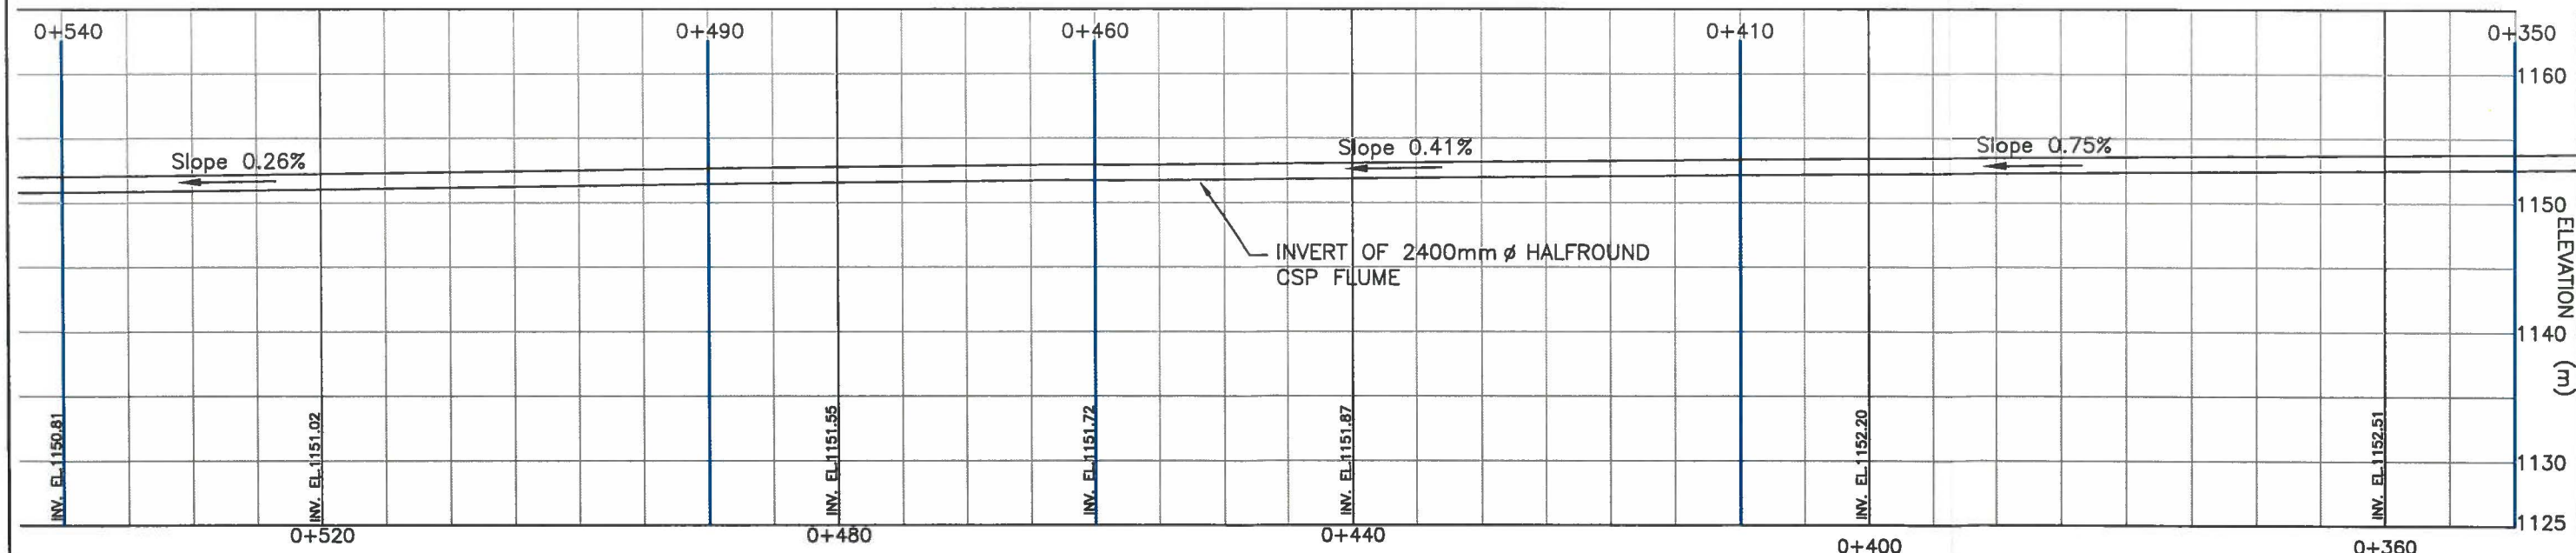 0+540
0+490
0+460
0+410
0+350
1160
Slope 0.26%
Slope 0.41%
Slope 0.75%
1150
INVERT OF 2400mm ø HALFROUND
CSP FLUME
ELEVATION (m)
1140
INV. EL.1150.81
INV. EL.1151.02
INV. EL.1151.55
INV. EL.1151.72
INV. EL.1151.87
INV. EL.1152.20
INV. EL.1152.51
1130
1125
0+520
0+480
0+440
0+400
0+360